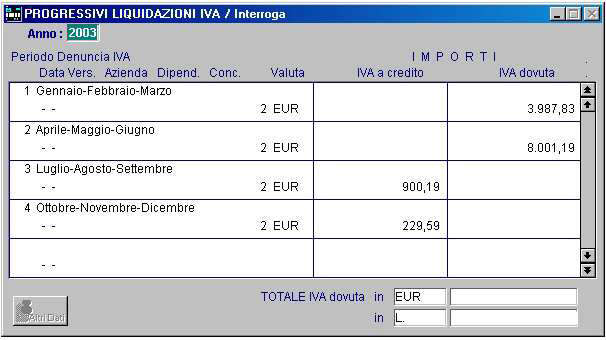 PROGRESSIVI LIQUIDAZIONI IVA / Interroga
Anno : 2003
Periodo Denuncia IVA I M P O R T I .
Data Vers. Azienda Dipend. Conc. Valuta IVA a credito IVA dovuta .
1 Gennaio-Febbraio-Marzo
- - 2 EUR 3.987,83
2 Aprile-Maggio-Giugno
- - 2 EUR 8.001,19
3 Luglio-Agosto-Settembre
- - 2 EUR 900,19
4 Ottobre-Novembre-Dicembre
- - 2 EUR 229,59
- -
TOTALE IVA dovuta in EUR
Altri Dati in L.